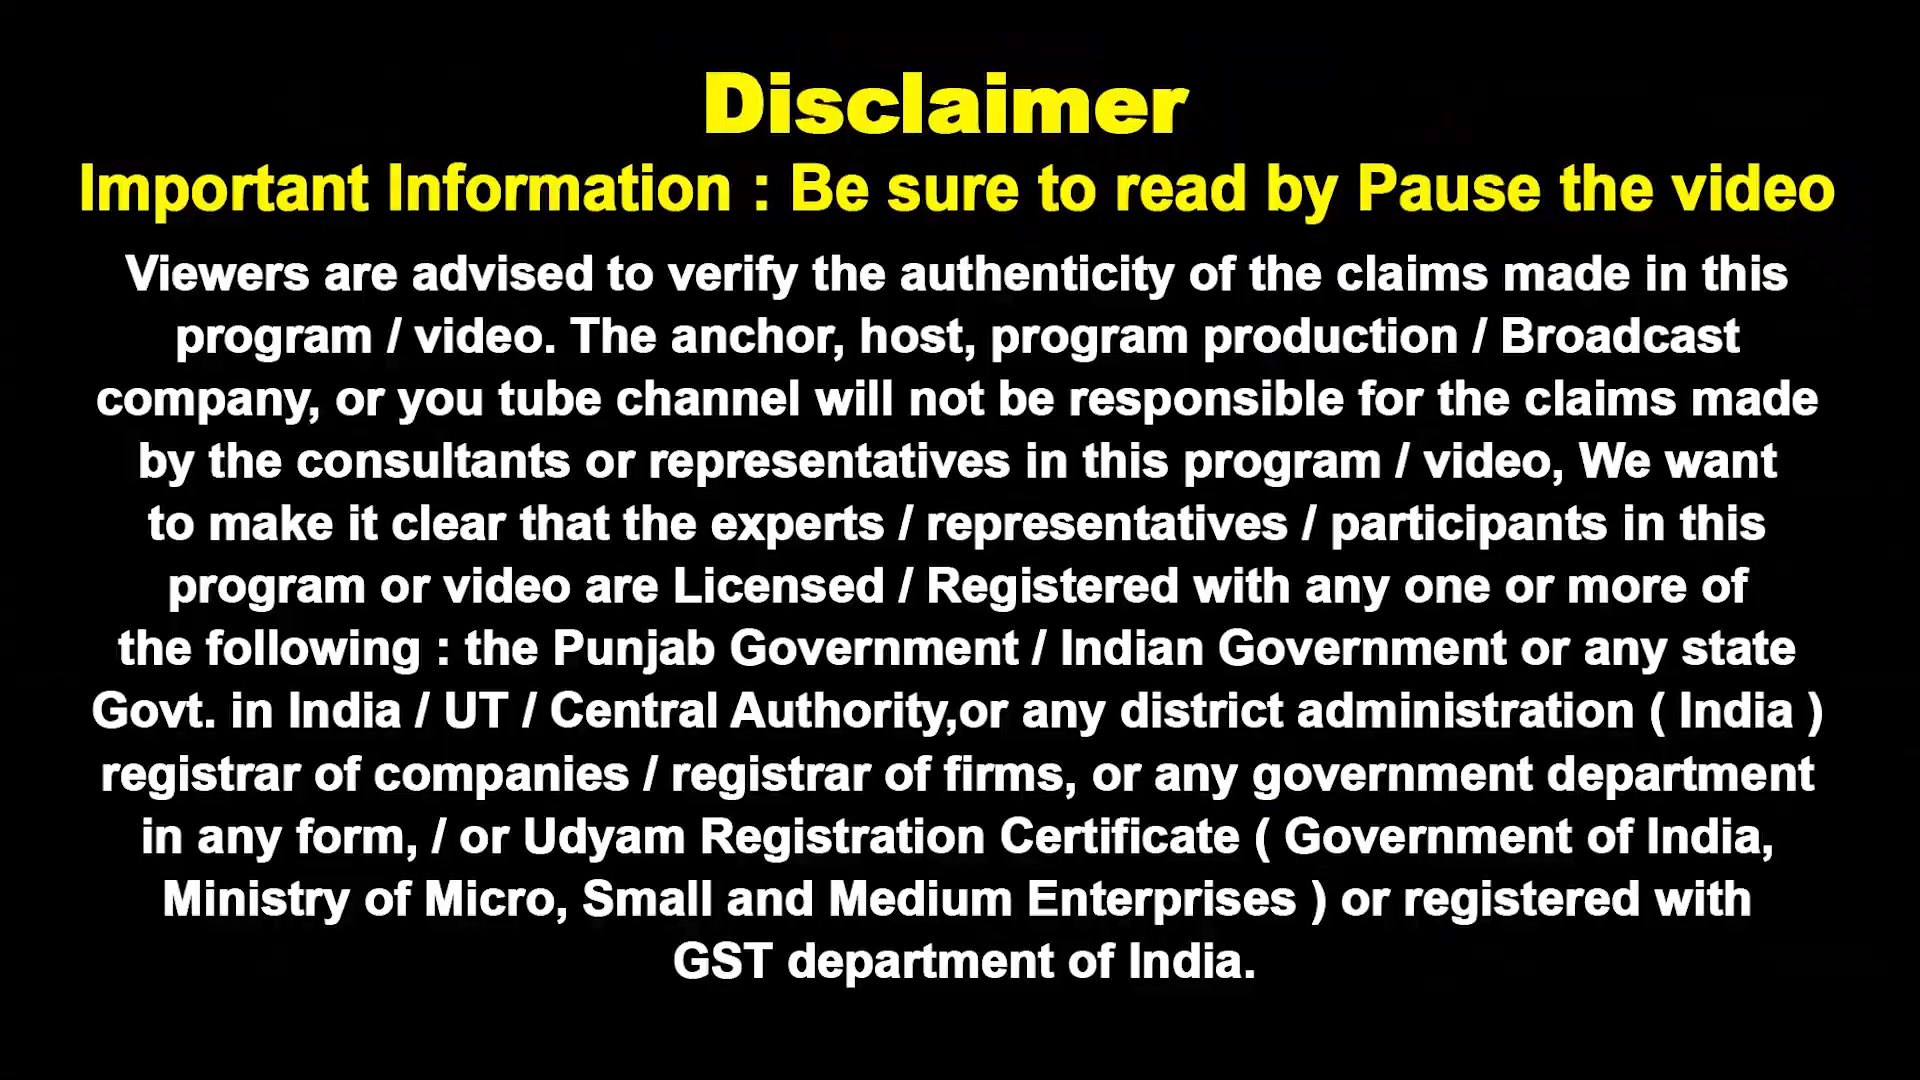 Disclaimer
Important Information : Be sure to read by Pause the video
Viewers are advised to verify the authenticity of the claims made in this
program / video. The anchor, host, program production / Broadcast
company, or you tube channel will not be responsible for the claims made
by the consultants or representatives in this program / video, We want
to make it clear that the experts / representatives / participants in this
program or video are Licensed / Registered with any one or more of
the following : the Punjab Government / Indian Government or any state
Govt. in India / UT / Central Authority,or any district administration ( India )
registrar of companies / registrar of firms, or any government department
in any form, / or Udyam Registration Certificate ( Government of India,
Ministry of Micro, Small and Medium Enterprises ) or registered with
GST department of India.